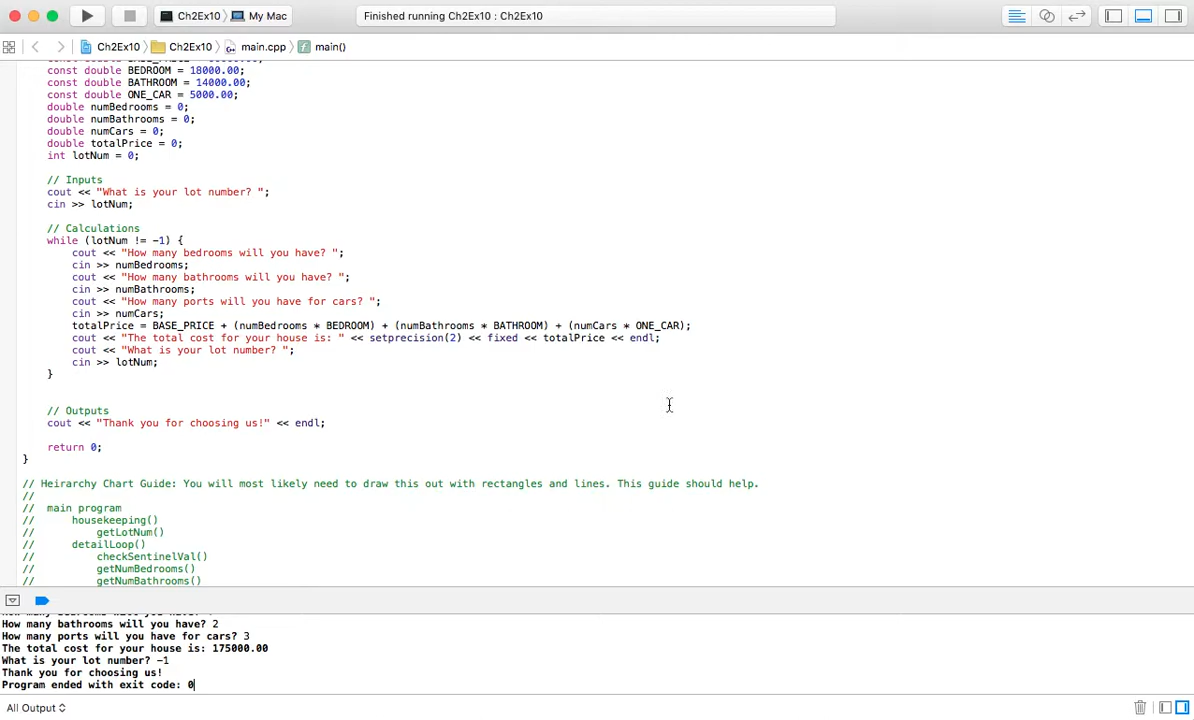 Ch2Ex10 My Mac Finished running Ch2Ex10 : Ch2Ex10
Ch2Ex10 Ch2Ex10 main.cpp main()
const double BEDROOM = 18000.00;
const double BATHROOM = 14000.00;
const double ONE_CAR = 5000.00;
double numBedrooms = 0;
double numBathrooms = 0;
double numCars = 0;
double totalPrice = 0;
int lotNum = 0;
// Inputs
cout << "What is your lot number? ";
cin >> lotNum;
// Calculations
while (lotNum != -1) {
cout << "How many bedrooms will you have? ";
cin >> numBedrooms;
cout << "How many bathrooms will you have? ";
cin >> numBathrooms;
cout << "How many ports will you have for cars? ";
cin >> numCars;
totalPrice = BASE_PRICE + (numBedrooms * BEDROOM) + (numBathrooms * BATHROOM) + (numCars * ONE_CAR);
cout << "The total cost for your house is: " << setprecision(2) << fixed << totalPrice << endl;
cout << "What is your lot number? ";
cin >> lotNum;
}
// Outputs
cout << "Thank you for choosing us!" << endl;
return 0;
}
// Heirarchy Chart Guide: You will most likely need to draw this out with rectangles and lines. This guide should help.
//
// main program
// housekeeping()
// getLotNum()
// detailLoop()
// checkSentinelVal()
// getNumBedrooms()
// getNumBathrooms()
How many bathrooms will you have? 2
How many ports will you have for cars? 3
The total cost for your house is: 175000.00
What is your lot number? -1
Thank you for choosing us!
Program ended with exit code: 0
All Output